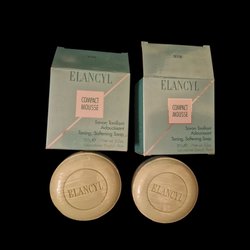 ELANCYL
COMPACT
MOUSSE
Savon Tonifiant
Adoucissant
Toning, Softening Soap
ELANCYL
COMPACT
MOUSSE
Savon Tonifiant
Adoucissant
Toning, Softening Soap
ELANCYL
ELANCYL